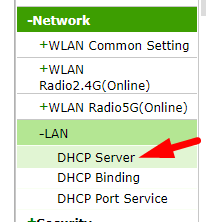 -Network
+WLAN Common Setting
+WLAN
Radio2.4G(Online)
+WLAN Radio5G(Online)
-LAN
DHCP Server
DHCP Binding
DHCP Port Service
+Security